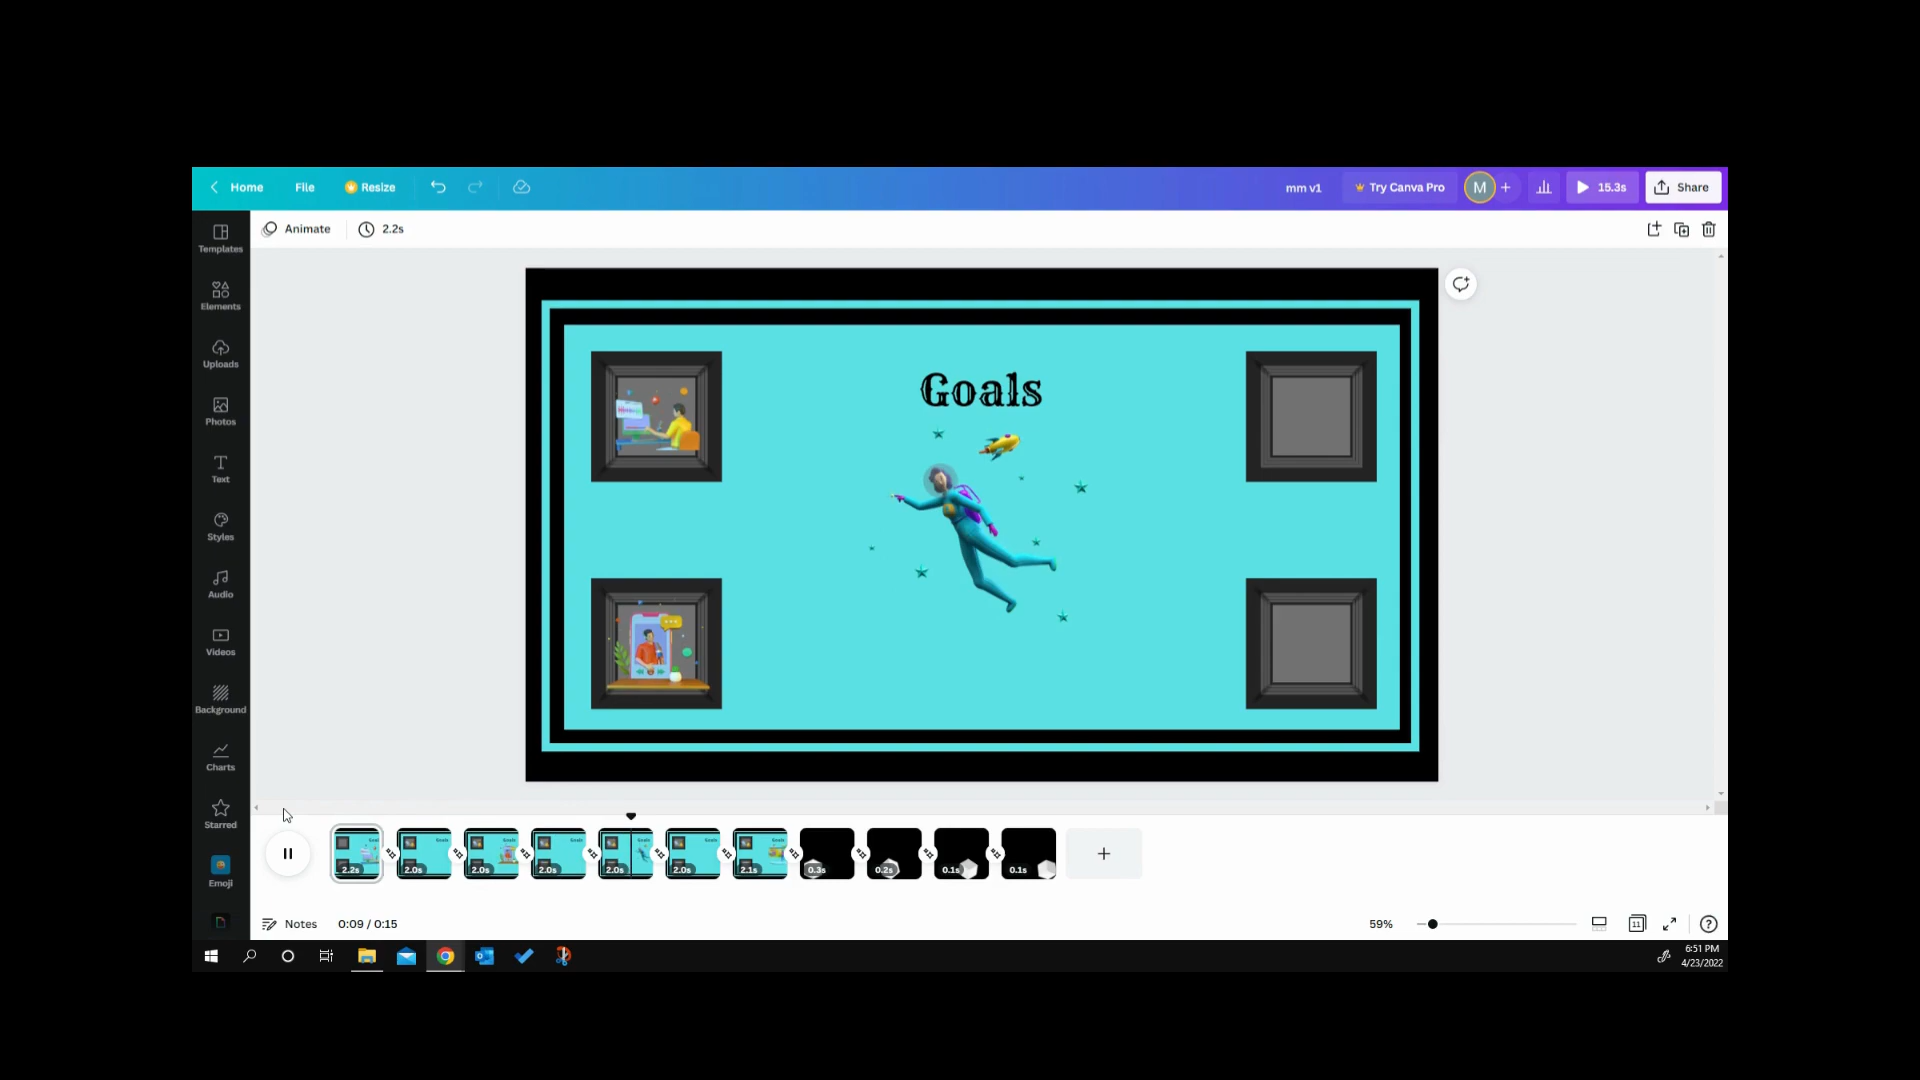 Home File Resize mm v1 Try Canva Pro M 15.3s Share
Animate 2.2s
Templates
Elements
Uploads
Photos
Text
Styles
Audio
Videos
Background
Charts
Starred
Emoji
Goals
2.2s 2.0s 2.0s 2.0s 2.0s 2.0s 2.1s 0.3s 0.2s 0.1s 0.1s
Notes 0:09 / 0:15 59% 11
6:51 PM
4/23/2022